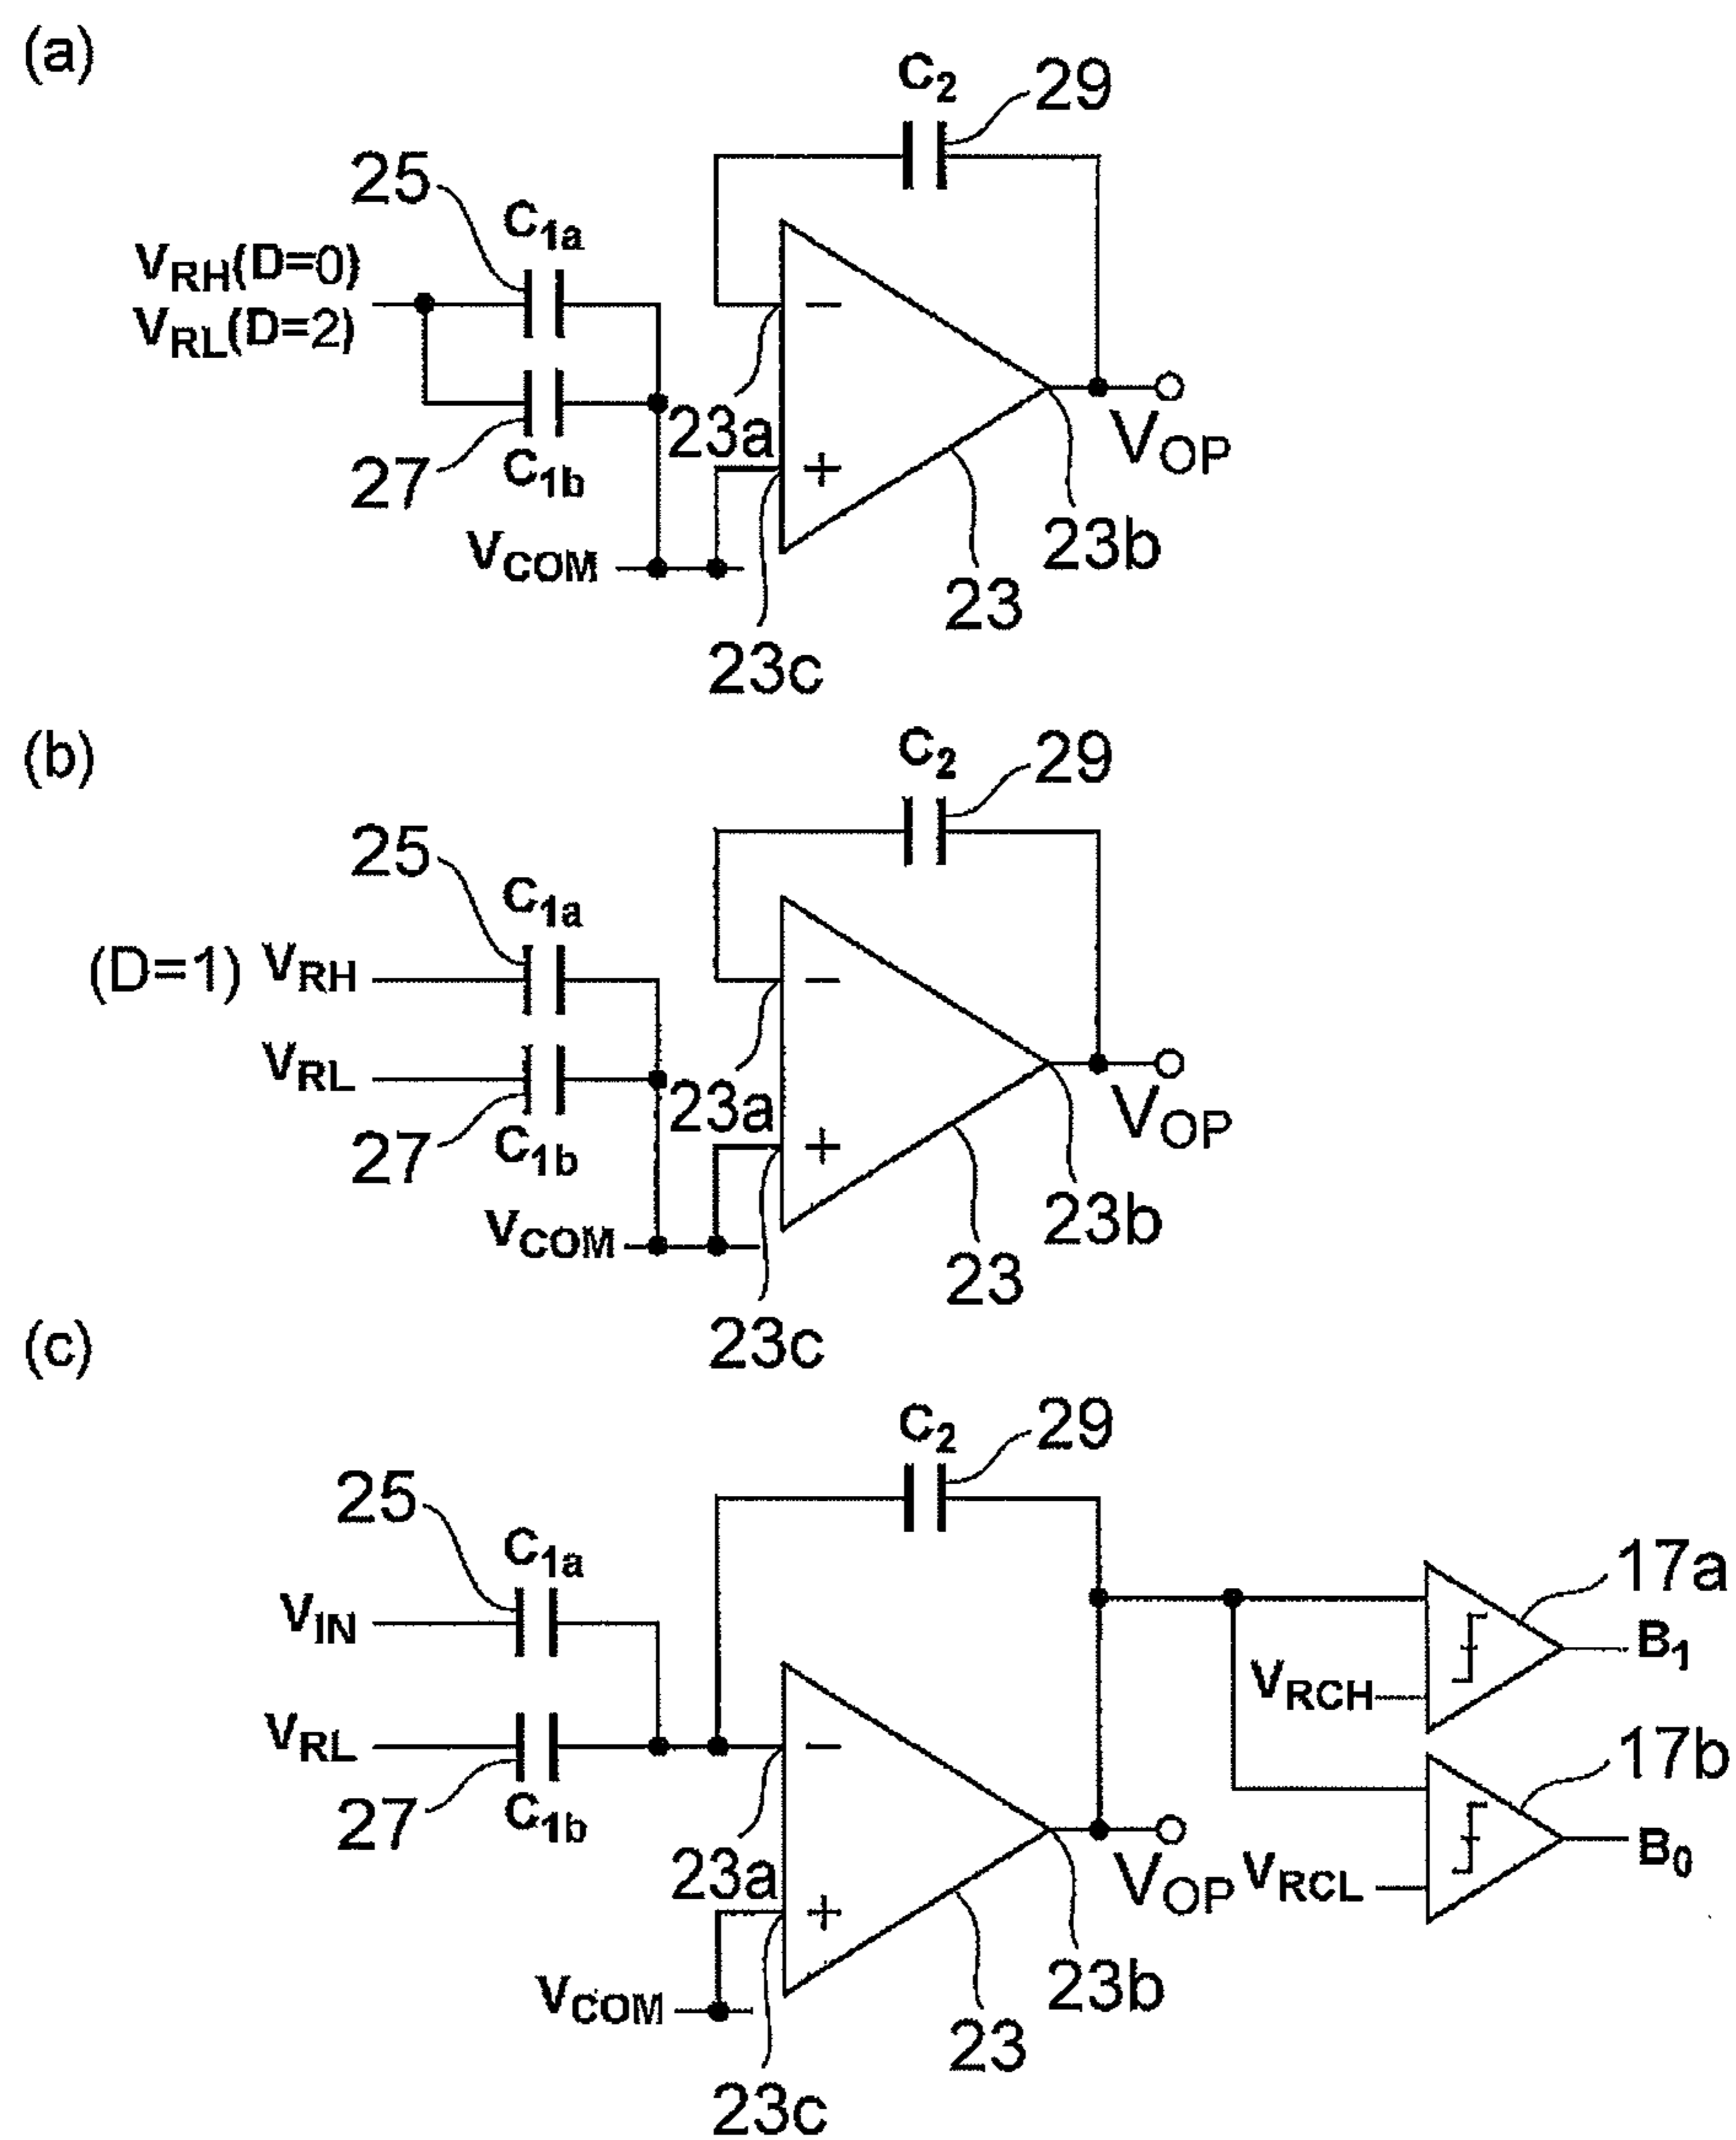 (a)
C2
29
25
C1a
VRH(D=0)
VRL(D=2)
−
23a
27
C1b
+
VOP
VCOM
23b
23
23c
(b)
C2
29
25
C1a
(D=1) VRH
−
VRL
23a
27
C1b
+
VOP
VCOM
23b
23
23c
(c)
C2
29
25
C1a
17a
VIN
B1
VRCH
VRL
−
17b
27
C1b
23a
VOP
B0
VRCL
+
VCOM
23b
23
23c